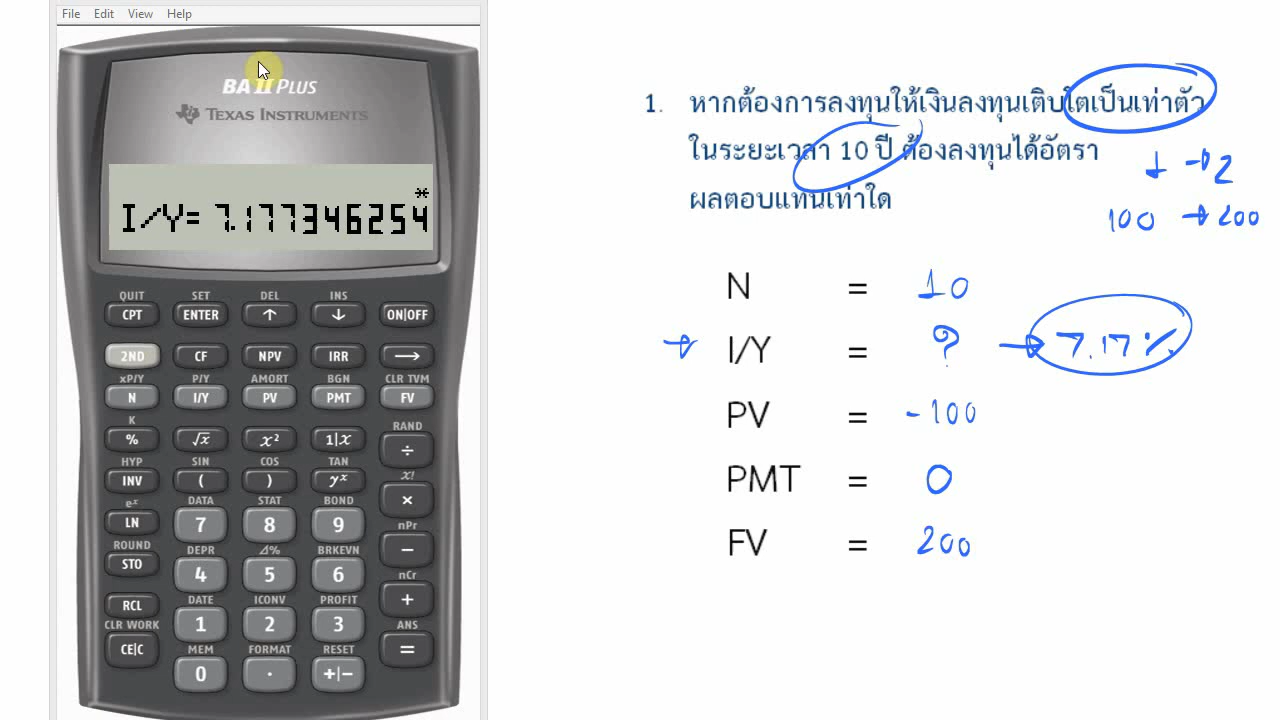 File Edit View Help
BA II PLUS
TEXAS INSTRUMENTS
*
I/Y= 7.177346254
QUIT SET DEL INS
CPT ENTER ↑ ↓ ON|OFF
2ND CF NPV IRR →
xP/Y P/Y AMORT BGN CLR TVM
N I/Y PV PMT FV
K RAND
% √x x² 1|x ÷
HYP SIN COS TAN x!
INV ( ) yˣ ×
eˣ DATA STAT BOND nPr
LN 7 8 9 −
ROUND DEPR Δ% BRKEVN nCr
STO 4 5 6 +
DATE ICONV PROFIT ANS
RCL 1 2 3 =
CLR WORK MEM FORMAT RESET
CE|C 0 . +|−
1. หากต้องการลงทุนให้เงินลงทุนเติบโตเป็นเท่าตัว
ในระยะเวลา 10 ปี ต้องลงทุนได้อัตรา
ผลตอบแทนเท่าใด
1 → 2
100 → 200
N = 10
→ I/Y = ? → 7.17%
PV = -100
PMT = 0
FV = 200